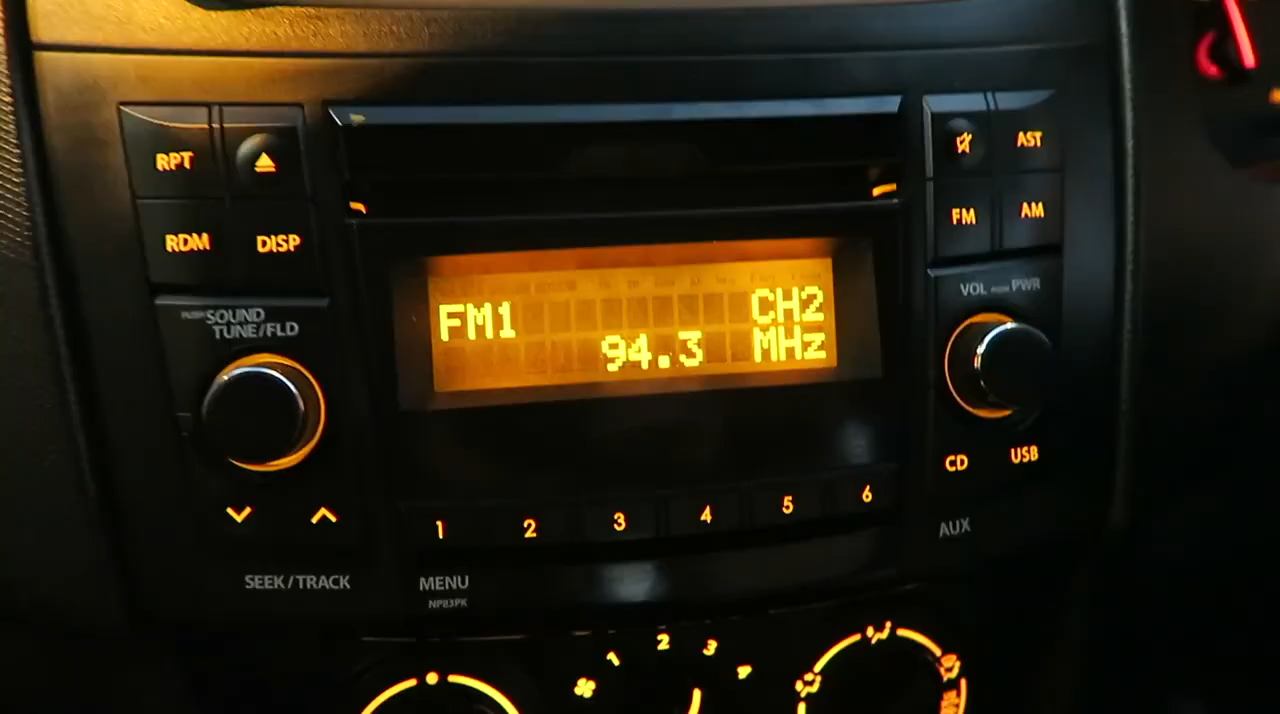 RPT
AST
RDM DISP
FM AM
VOL PUSH PWR
PUSH SOUND
TUNE/FLD
FM1 CH2
94.3 MHz
CD USB
1 2 3 4 5 6
AUX
SEEK/TRACK
MENU
NP83PK
1 2 3 4